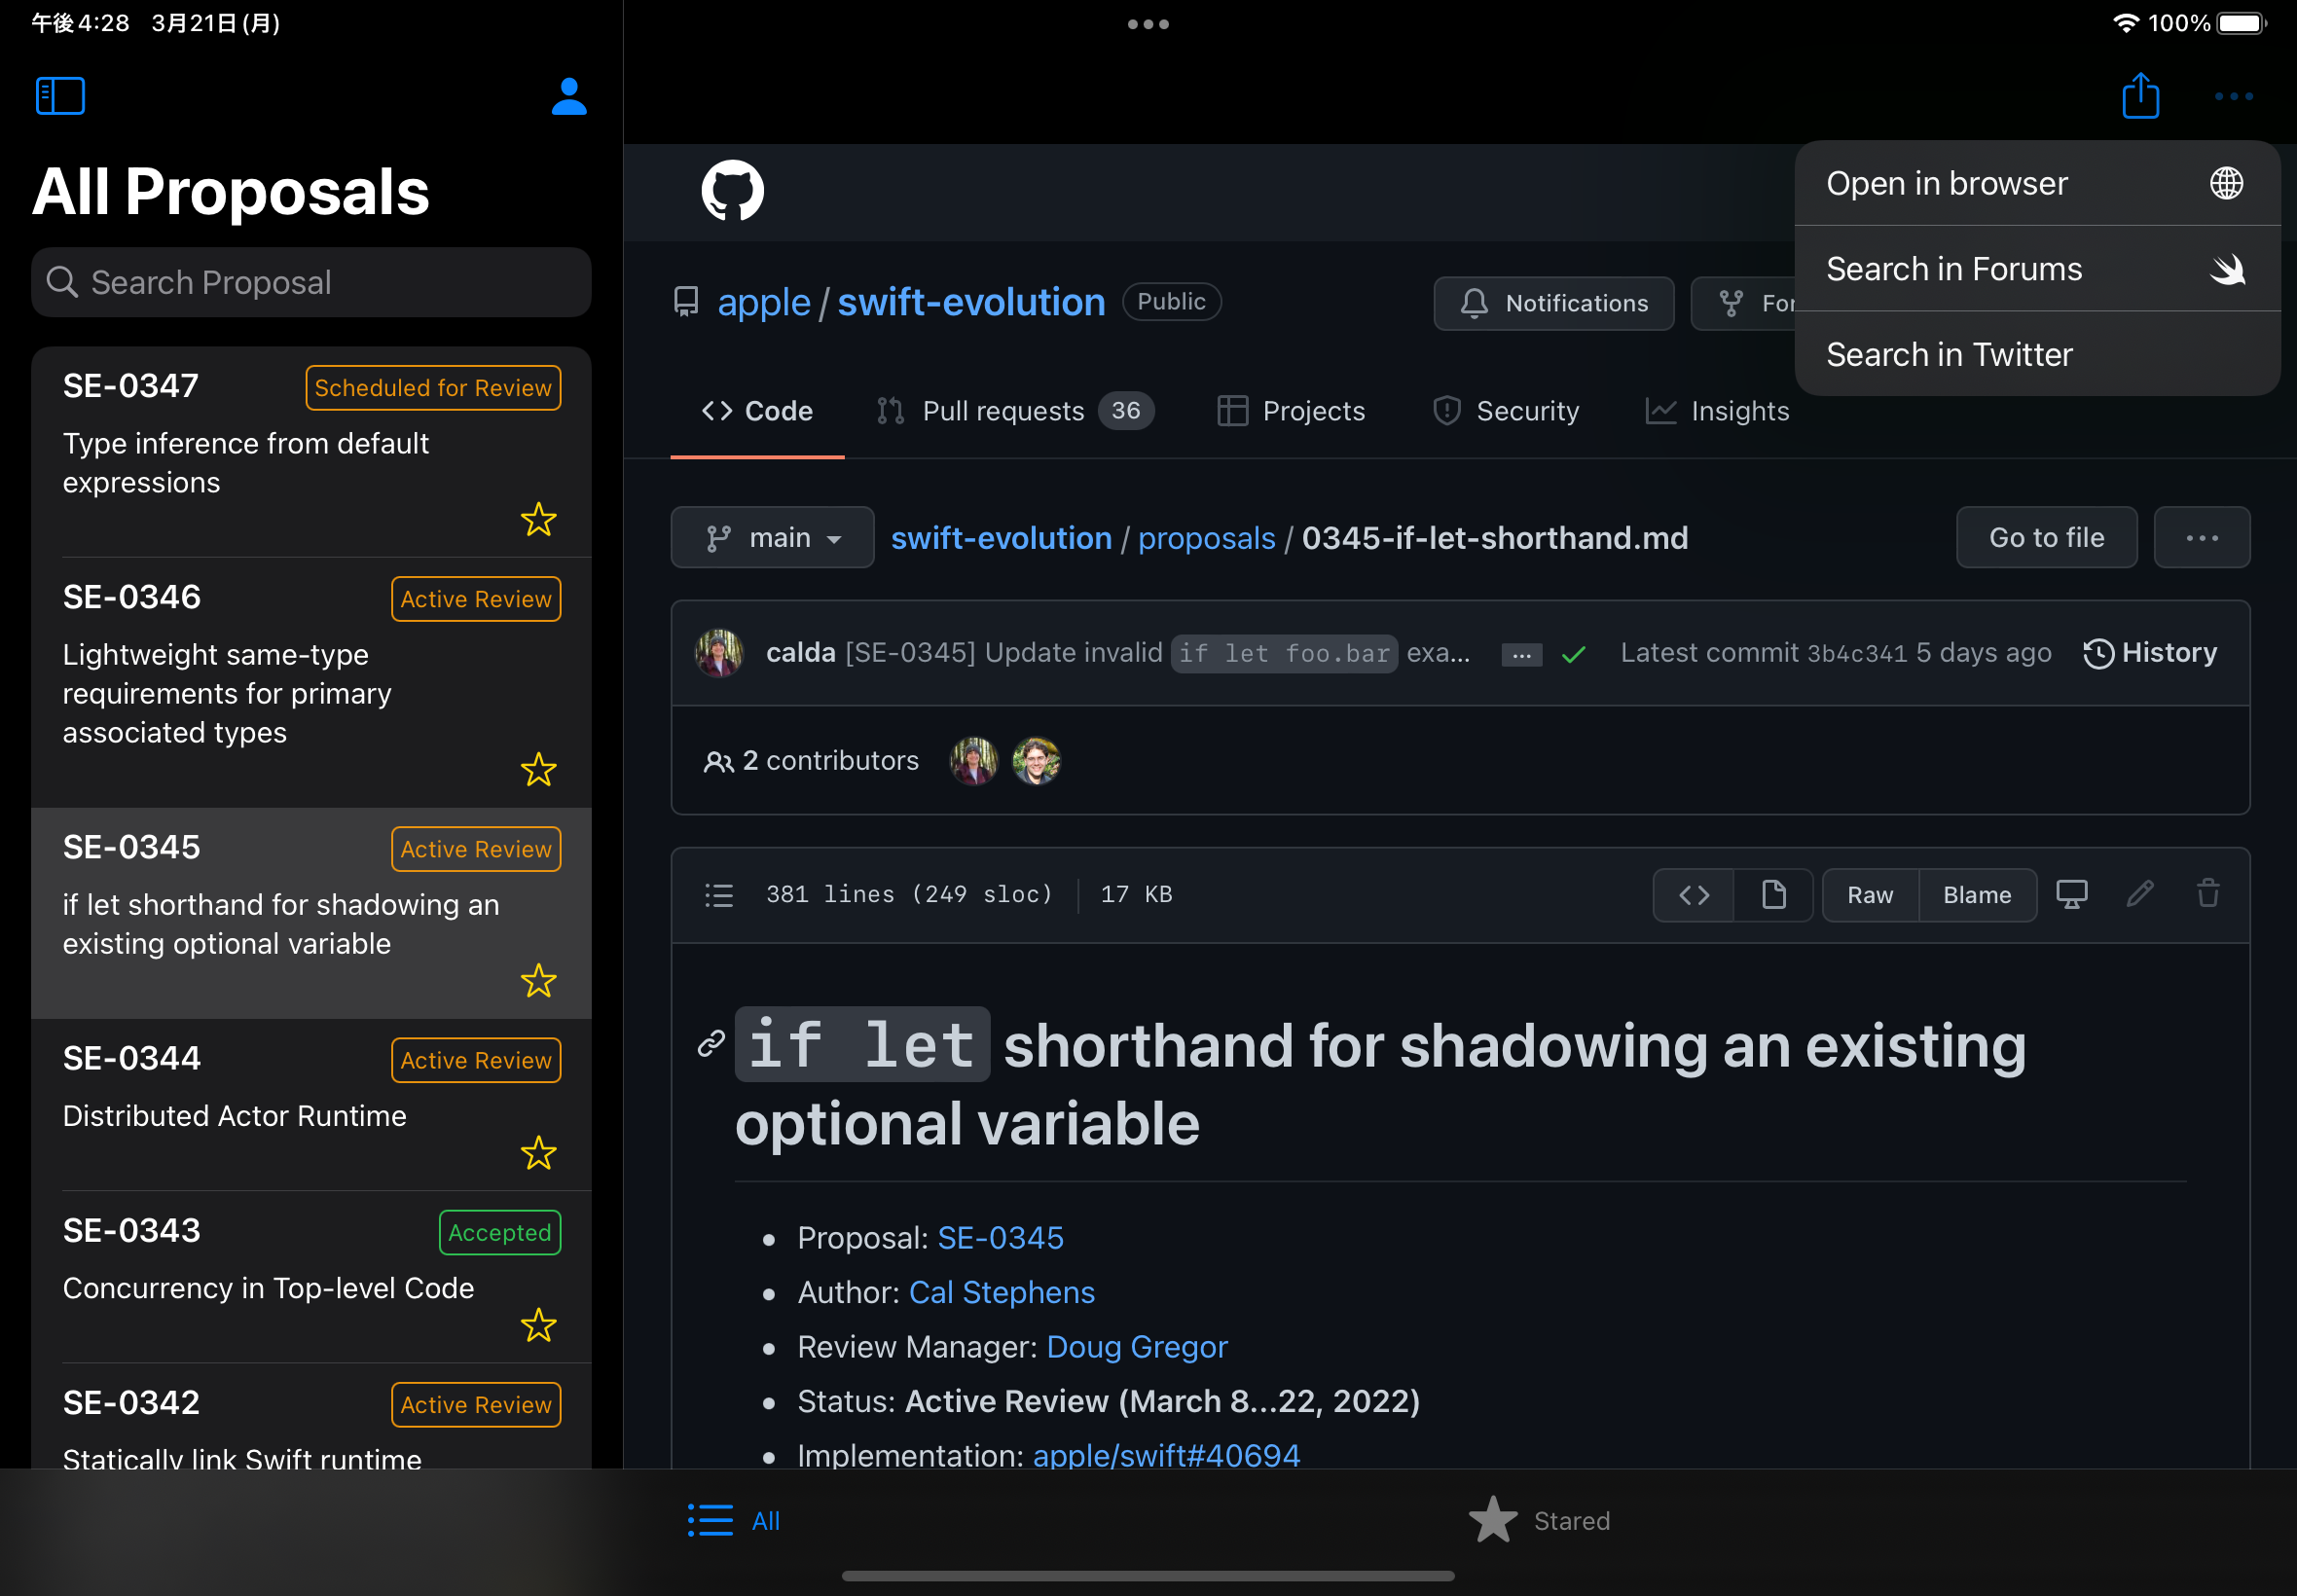 午後4:28 3月21日(月)
100%
All Proposals
Search Proposal
SE-0347
Scheduled for Review
Type inference from default
expressions
SE-0346
Active Review
Lightweight same-type
requirements for primary
associated types
SE-0345
Active Review
if let shorthand for shadowing an
existing optional variable
SE-0344
Active Review
Distributed Actor Runtime
SE-0343
Accepted
Concurrency in Top-level Code
SE-0342
Active Review
Statically link Swift runtime
Open in browser
Search in Forums
Search in Twitter
apple / swift-evolution Public
Notifications
For
Code
Pull requests 36
Projects
Security
Insights
main
swift-evolution / proposals / 0345-if-let-shorthand.md
Go to file
...
calda [SE-0345] Update invalid if let foo.bar exa... ... Latest commit 3b4c341 5 days ago History
2 contributors
381 lines (249 sloc) 17 KB
Raw
Blame
if let shorthand for shadowing an existing
optional variable
• Proposal: SE-0345
• Author: Cal Stephens
• Review Manager: Doug Gregor
• Status: Active Review (March 8...22, 2022)
• Implementation: apple/swift#40694
All
Stared